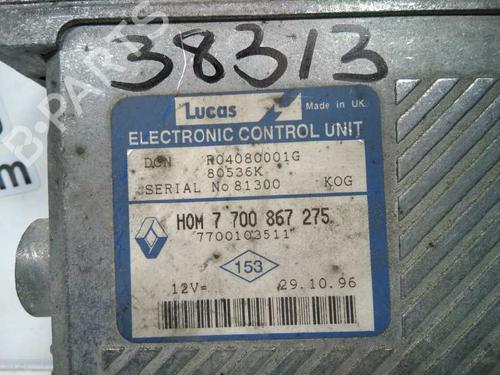 38313
Lucas
Made in UK
ELECTRONIC CONTROL UNIT
DCN R04080001G
80536K
SERIAL No 81300 KOG
HOM 7 700 867 275
7700103511
153
12V= 29.10.96
B-PARTS